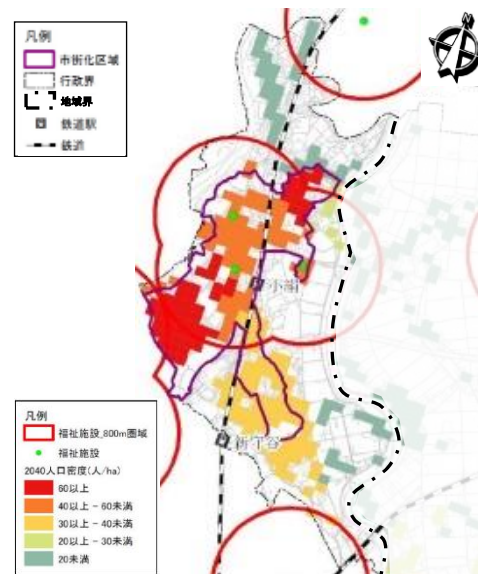 凡例
市街化区域
行政界
地域界
鉄道駅
鉄道
小絹
新守谷
凡例
福祉施設_800m圏域
福祉施設
2040人口密度(人/ha)
60以上
40以上－60未満
30以上－40未満
20以上－30未満
20未満